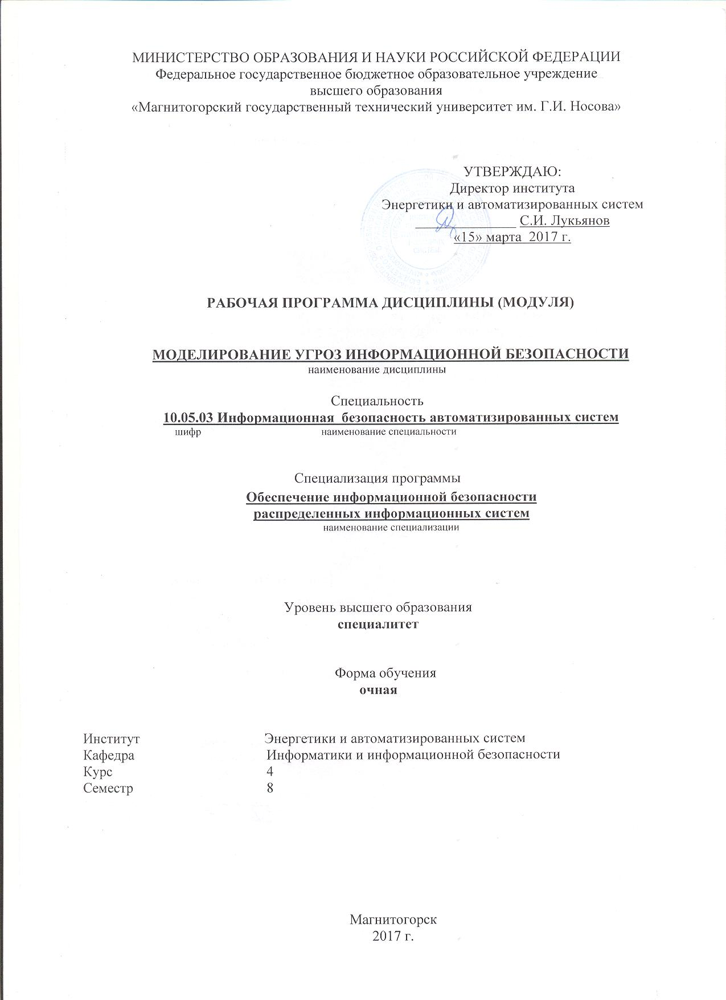 МИНИСТЕРСТВО ОБРАЗОВАНИЯ И НАУКИ РОССИЙСКОЙ ФЕДЕРАЦИИ
Федеральное государственное бюджетное образовательное учреждение
высшего образования
«Магнитогорский государственный технический университет им. Г.И. Носова»
УТВЕРЖДАЮ:
Директор института
Энергетики и автоматизированных систем
С.И. Лукьянов
«15» марта 2017 г.
РАБОЧАЯ ПРОГРАММА ДИСЦИПЛИНЫ (МОДУЛЯ)
МОДЕЛИРОВАНИЕ УГРОЗ ИНФОРМАЦИОННОЙ БЕЗОПАСНОСТИ
наименование дисциплины
Специальность
10.05.03 Информационная безопасность автоматизированных систем
шифр наименование специальности
Специализация программы
Обеспечение информационной безопасности
распределенных информационных систем
наименование специализации
Уровень высшего образования
специалитет
Форма обучения
очная
Институт Энергетики и автоматизированных систем
Кафедра Информатики и информационной безопасности
Курс 4
Семестр 8
Магнитогорск
2017 г.